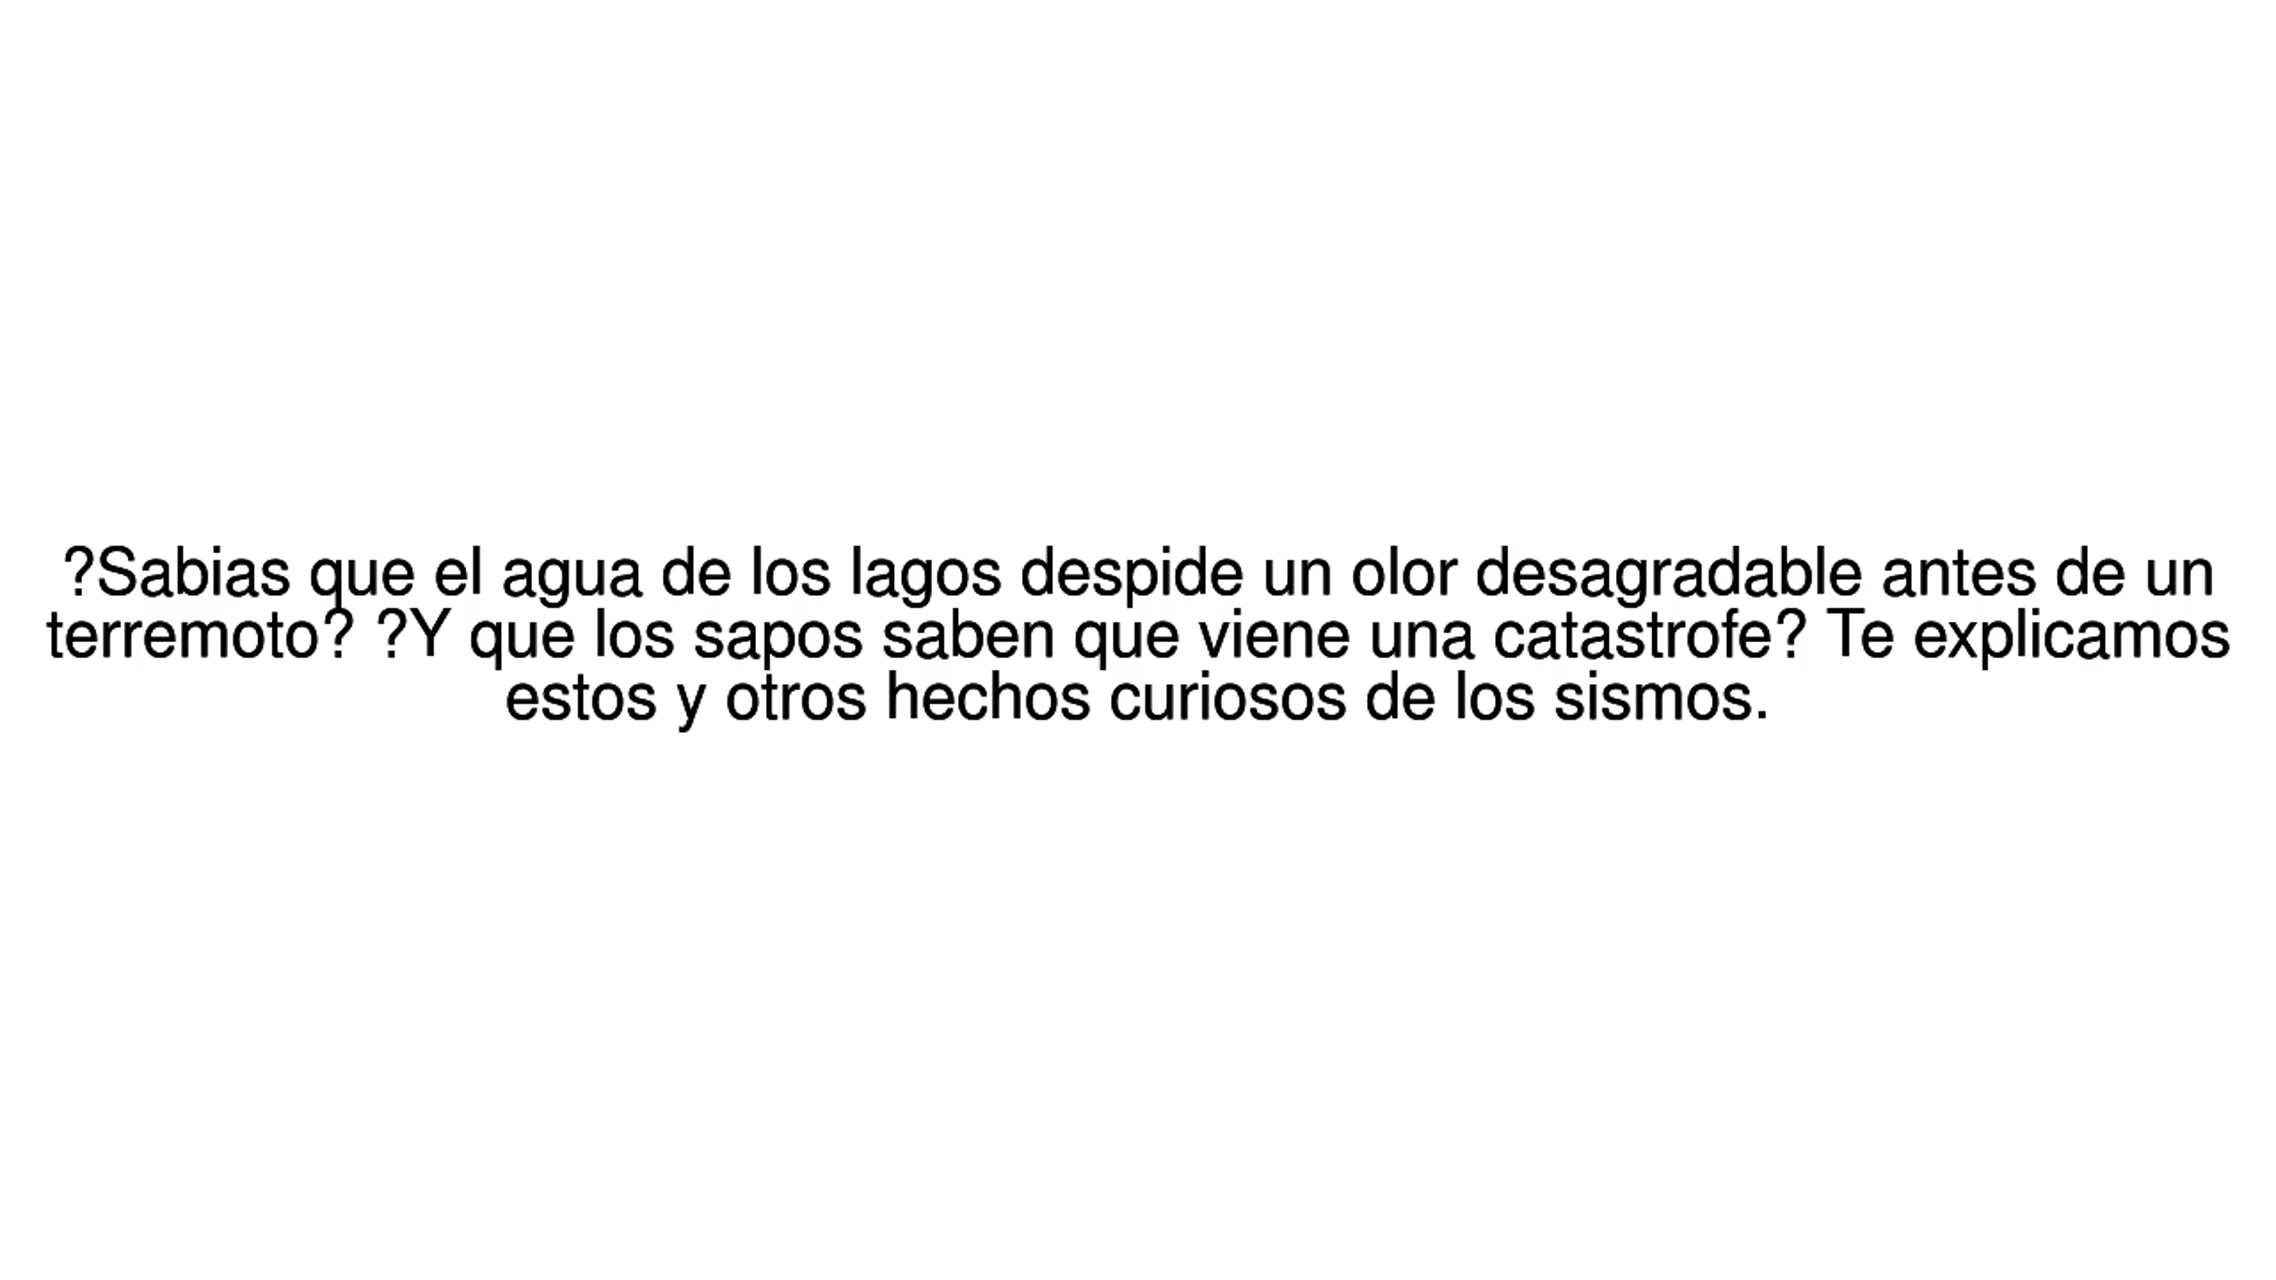 ?Sabias que el agua de los lagos despide un olor desagradable antes de un
terremoto? ?Y que los sapos saben que viene una catastrofe? Te explicamos
estos y otros hechos curiosos de los sismos.